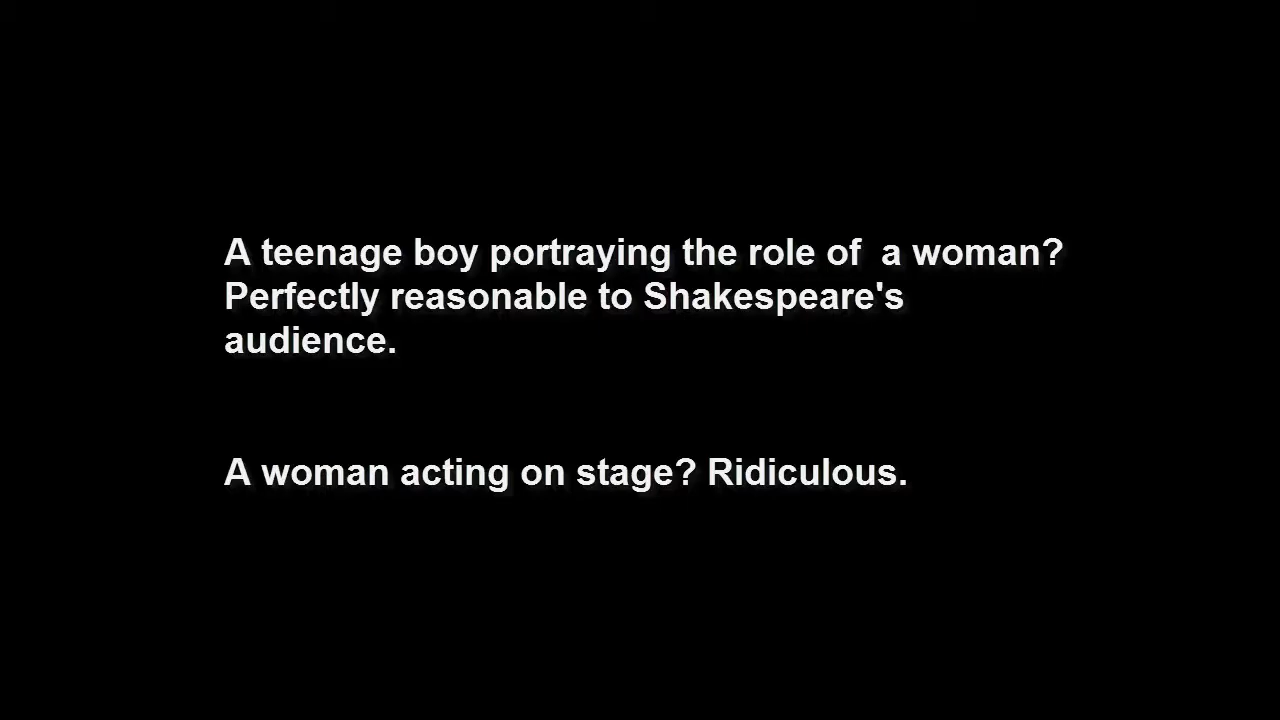 A teenage boy portraying the role of  a woman?
Perfectly reasonable to Shakespeare's
audience.
A woman acting on stage? Ridiculous.